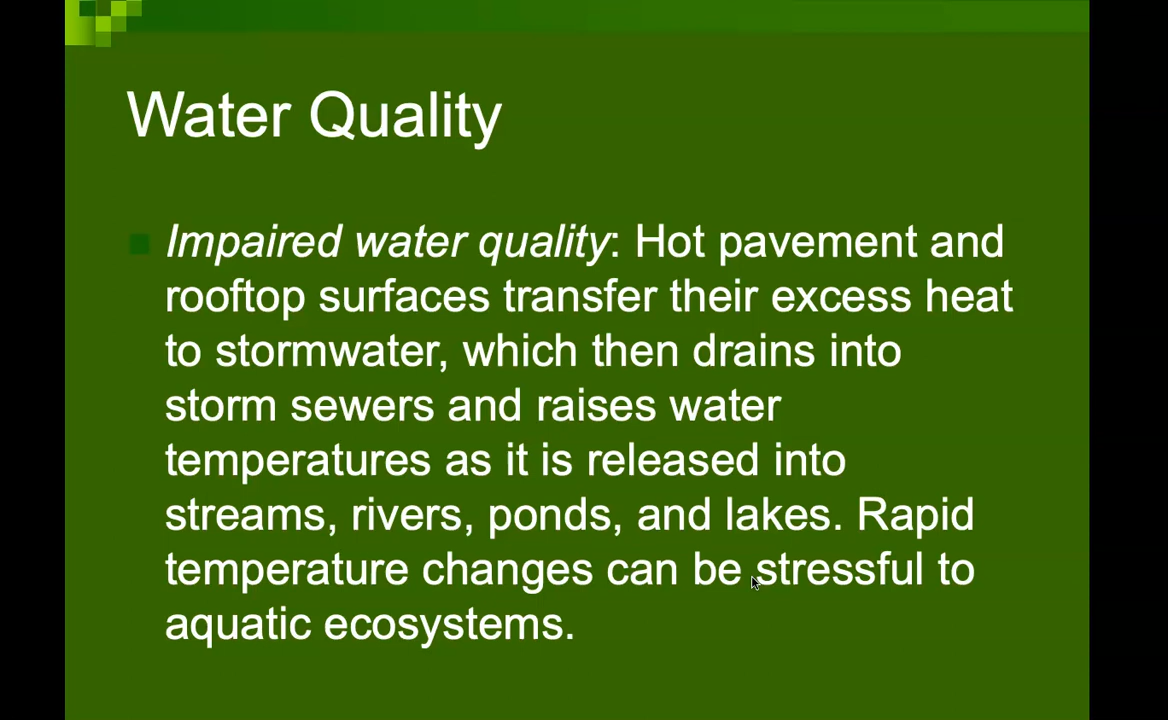 Water Quality
Impaired water quality: Hot pavement and
rooftop surfaces transfer their excess heat
to stormwater, which then drains into
storm sewers and raises water
temperatures as it is released into
streams, rivers, ponds, and lakes. Rapid
temperature changes can be stressful to
aquatic ecosystems.